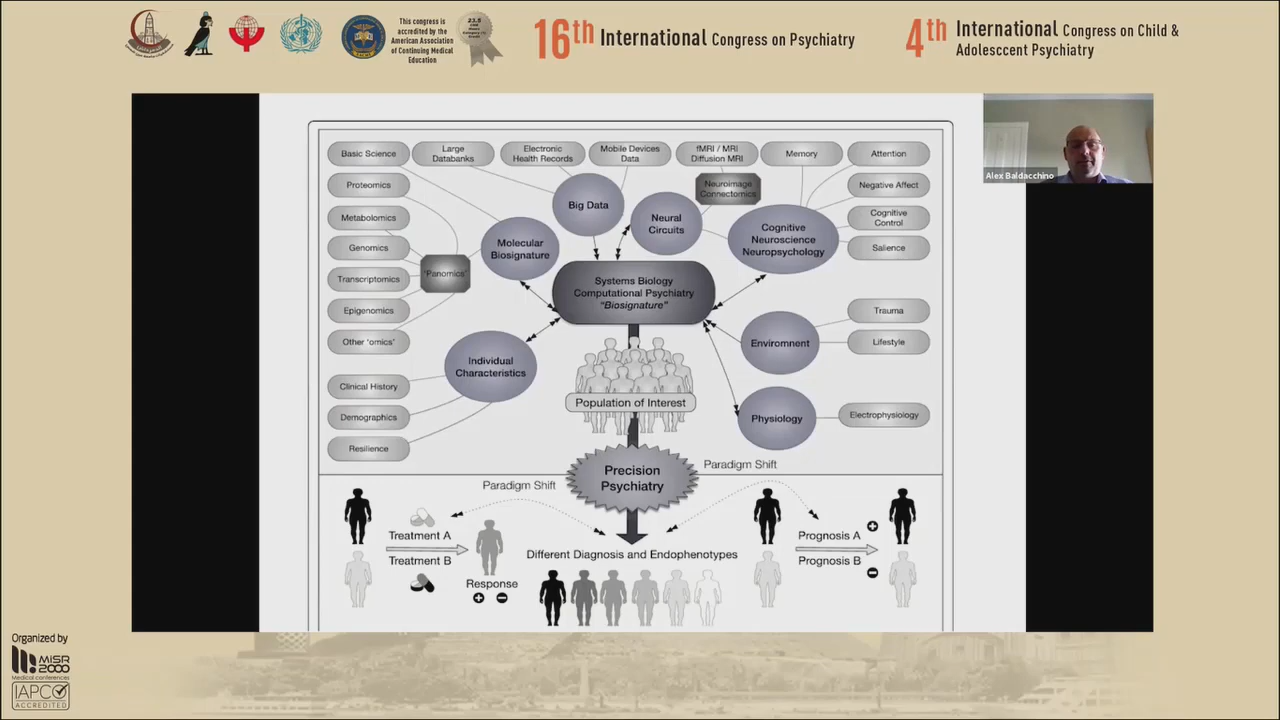 This congress is
accredited by the
American Association
of Continuing Medical
Education
16th International Congress on Psychiatry
4th International Congress on Child &
Adolesccent Psychiatry
Alex Baldacchino
Basic Science
Large
Databanks
Electronic
Health Records
Mobile Devices
Data
fMRI / MRI
Diffusion MRI
Memory
Attention
Proteomics
Metabolomics
Genomics
Transcriptomics
Epigenomics
Other 'omics'
Clinical History
Demographics
Resilience
'Panomics'
Molecular
Biosignature
Big Data
Neural
Circuits
Neuroimage
Connectomics
Cognitive
Neuroscience
Neuropsychology
Negative Affect
Cognitive
Control
Salience
Systems Biology
Computational Psychiatry
"Biosignature"
Individual
Characteristics
Population of Interest
Enviroment
Trauma
Lifestyle
Physiology
Electrophysiology
Precision
Psychiatry
Paradigm Shift
Paradigm Shift
Treatment A
Treatment B
Response
Different Diagnosis and Endophenotypes
Prognosis A
Prognosis B
Organized by
MISR
2000
Medical conferences
IAPCO
ACCREDITED